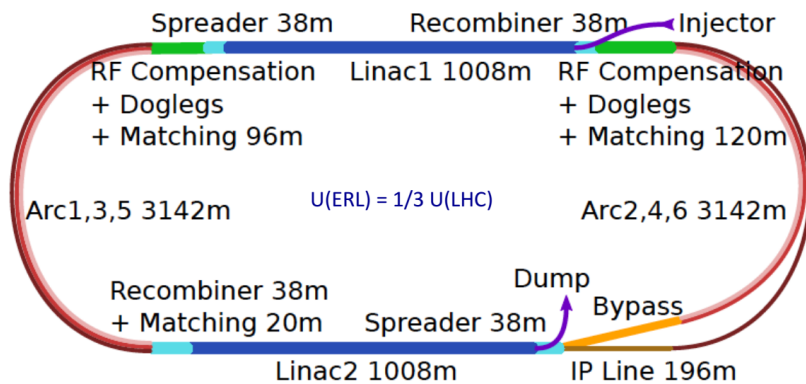 Spreader 38m
Recombiner 38m
Injector
RF Compensation
+ Doglegs
+ Matching 96m
Linac1 1008m
RF Compensation
+ Doglegs
+ Matching 120m
Arc1,3,5 3142m
U(ERL) = 1/3 U(LHC)
Arc2,4,6 3142m
Recombiner 38m
+ Matching 20m
Spreader 38m
Dump
Bypass
Linac2 1008m
IP Line 196m